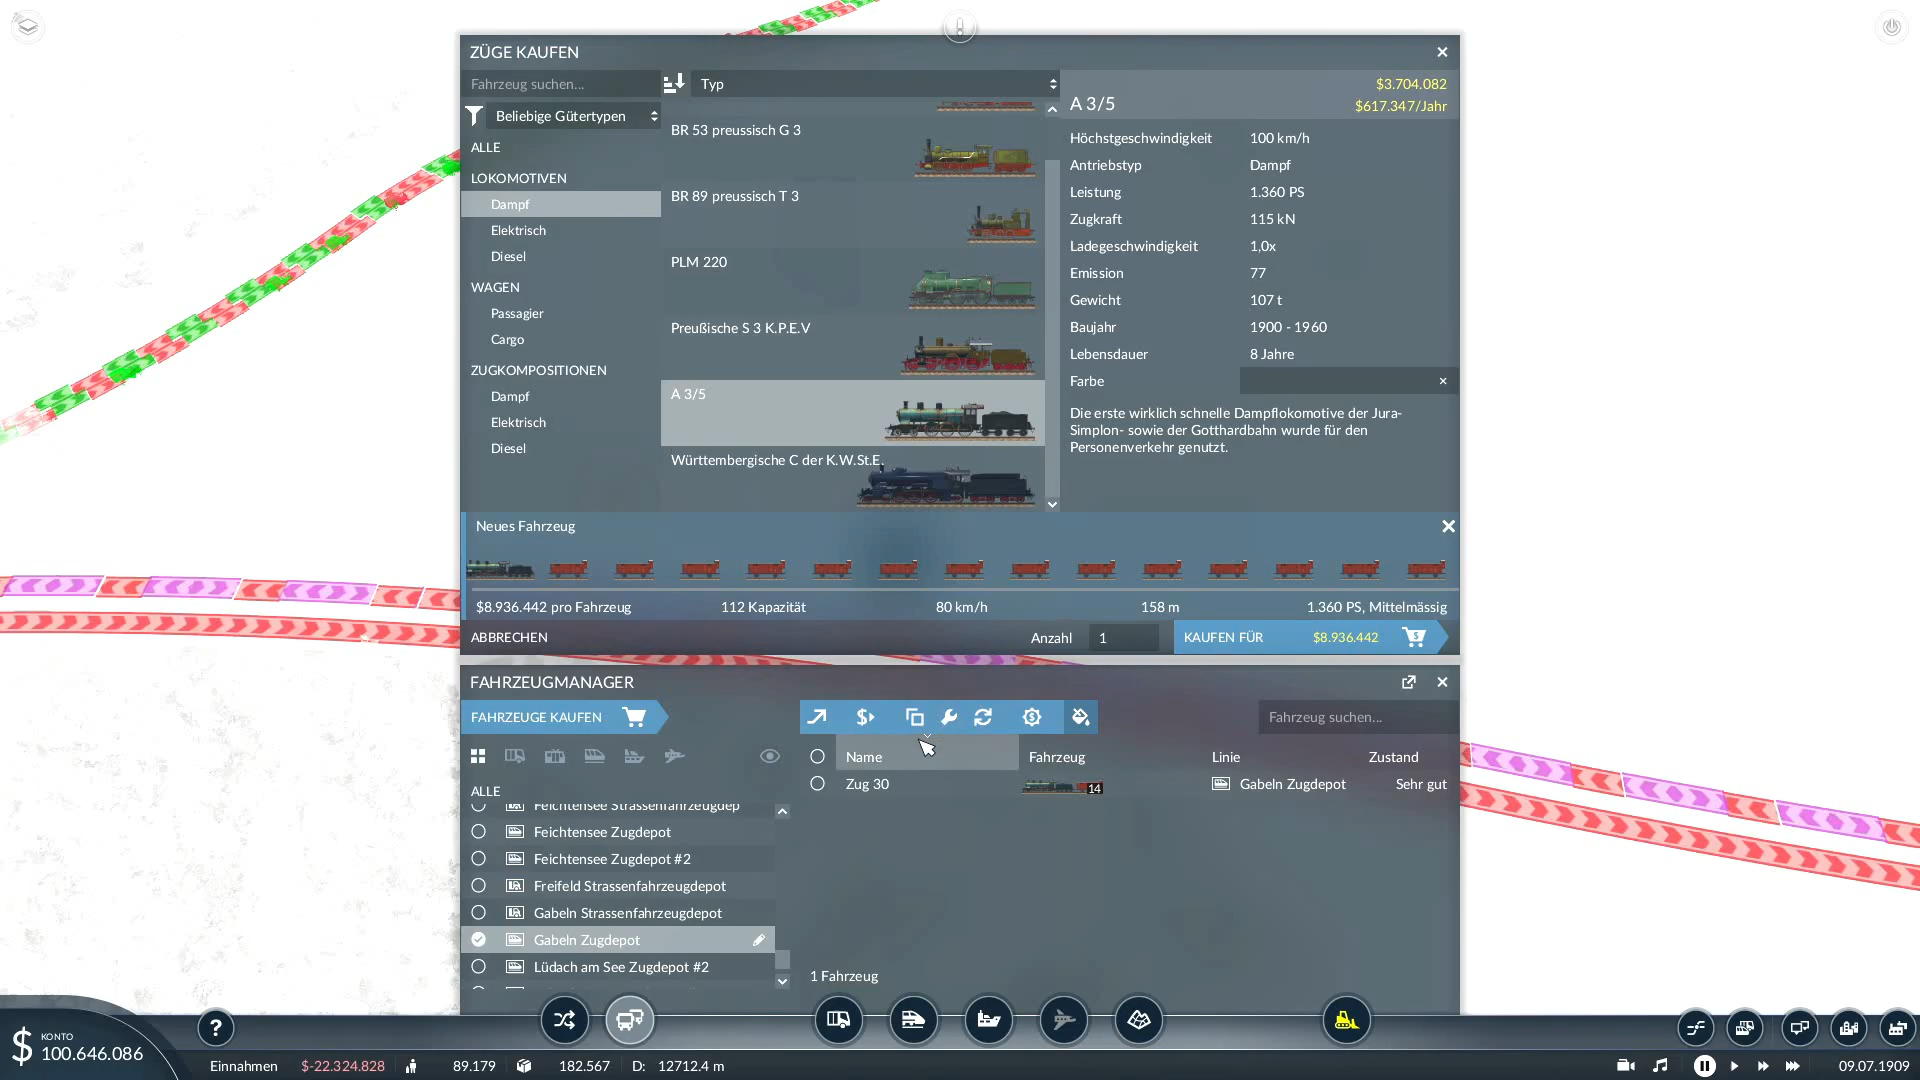 ZÜGE KAUFEN
Fahrzeug suchen...
Typ
Beliebige Gütertypen
ALLE
LOKOMOTIVEN
Dampf
Elektrisch
Diesel
WAGEN
Passagier
Cargo
ZUGKOMPOSITIONEN
Dampf
Elektrisch
Diesel
BR 53 preussisch G 3
BR 89 preussisch T 3
PLM 220
Preußische S 3 K.P.E.V
A 3/5
Württembergische C der K.W.St.E.
$3.704.082
A 3/5
$617.347/Jahr
Höchstgeschwindigkeit 100 km/h
Antriebstyp Dampf
Leistung 1.360 PS
Zugkraft 115 kN
Ladegeschwindigkeit 1,0x
Emission 77
Gewicht 107 t
Baujahr 1900 - 1960
Lebensdauer 8 Jahre
Farbe
Die erste wirklich schnelle Dampflokomotive der Jura-
Simplon- sowie der Gotthardbahn wurde für den
Personenverkehr genutzt.
Neues Fahrzeug
$8.936.442 pro Fahrzeug 112 Kapazität 80 km/h 158 m 1.360 PS, Mittelmässig
ABBRECHEN Anzahl 1 KAUFEN FÜR $8.936.442
FAHRZEUGMANAGER
FAHRZEUGE KAUFEN
Fahrzeug suchen...
ALLE
Feichtensee Strassenfahrzeugdep
Feichtensee Zugdepot
Feichtensee Zugdepot #2
Freifeld Strassenfahrzeugdepot
Gabeln Strassenfahrzeugdepot
Gabeln Zugdepot
Lüdach am See Zugdepot #2
Name Fahrzeug Linie Zustand
Zug 30 14 Gabeln Zugdepot Sehr gut
1 Fahrzeug
?
$ KONTO
100.646.086
Einnahmen $-22.324.828 89.179 182.567 D: 12712.4 m 09.07.1909